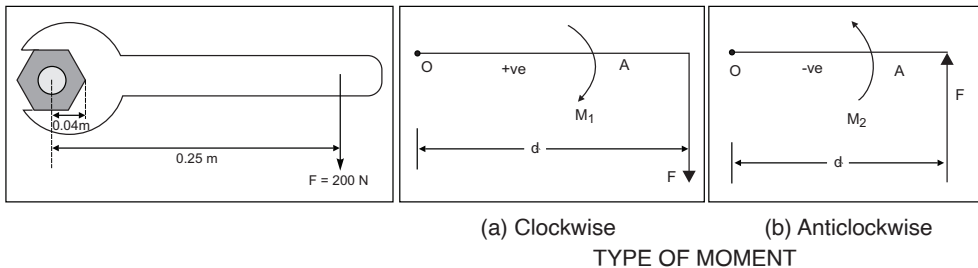 0.04m
0.25 m
F = 200 N
O
+ve
A
M1
d
F
O
-ve
A
M2
d
F
(a) Clockwise
(b) Anticlockwise
TYPE OF MOMENT